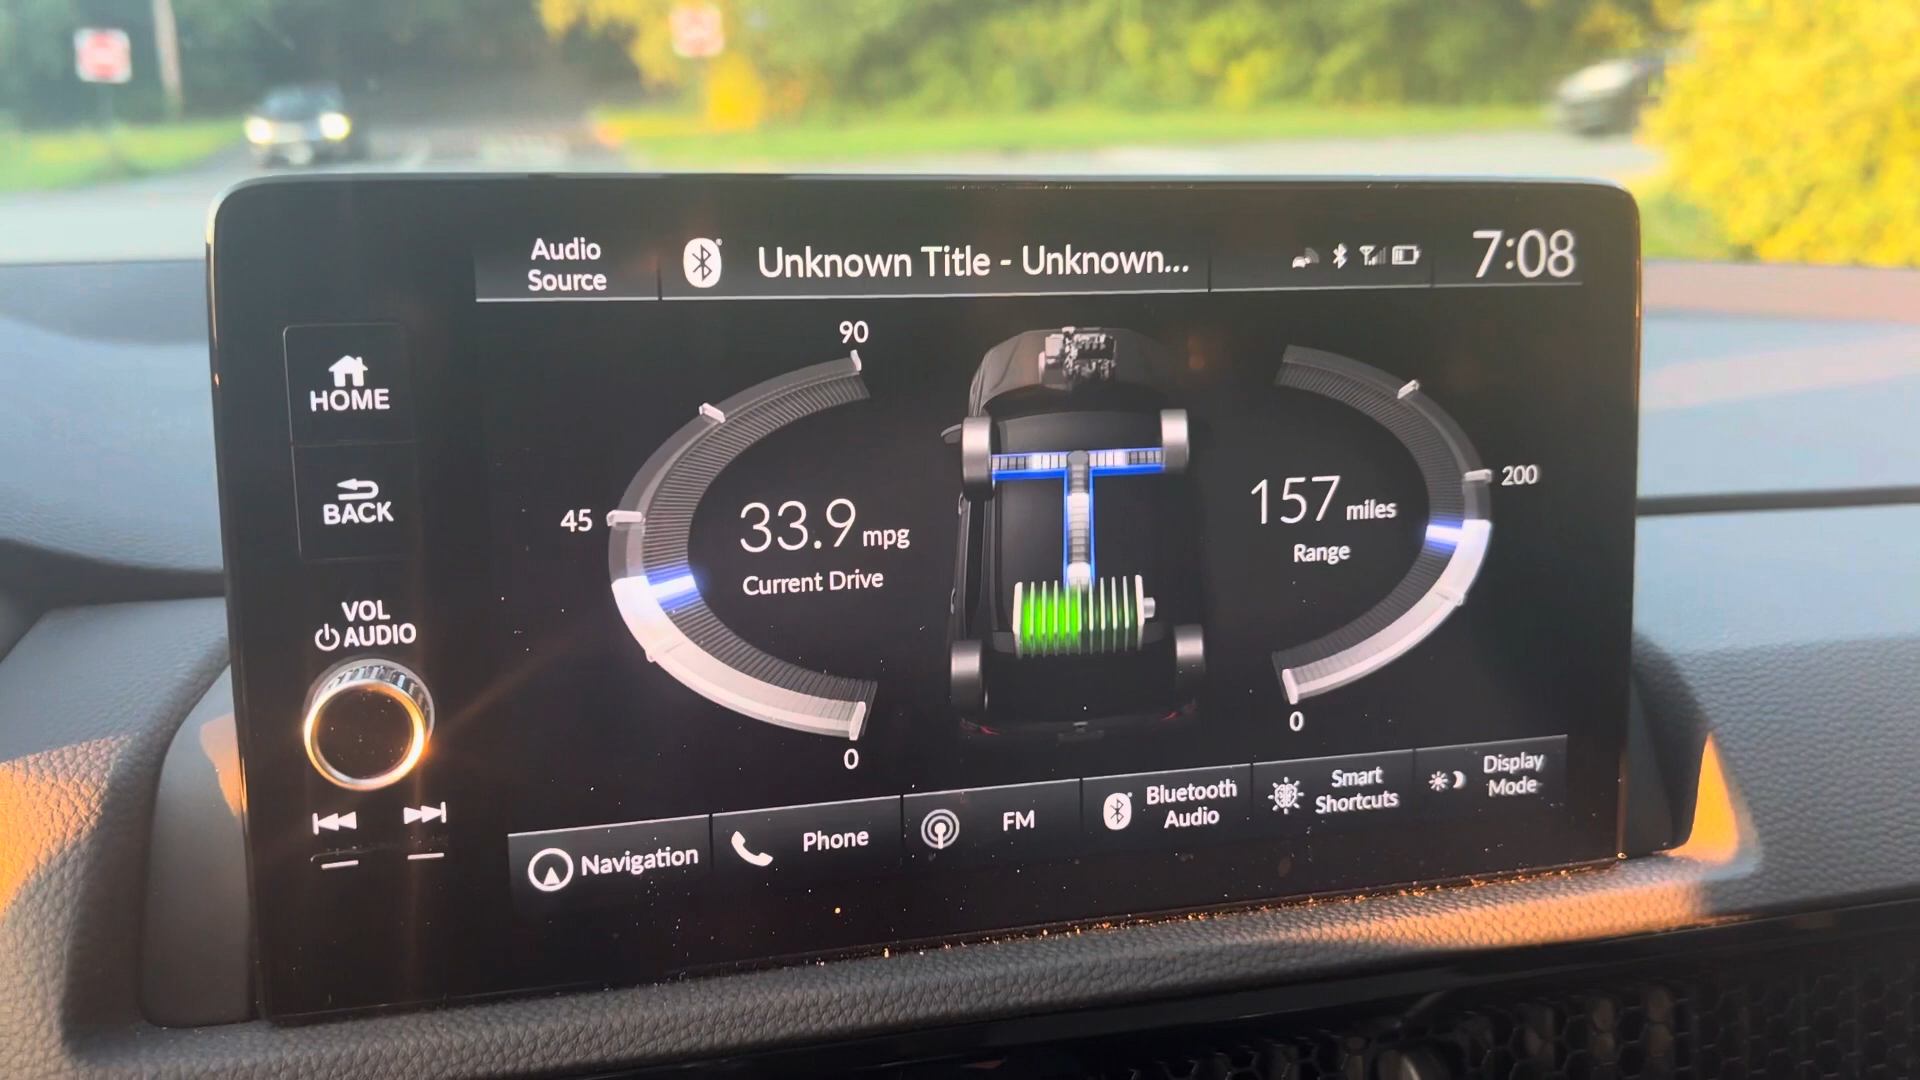 Audio
Source
Unknown Title - Unknown...
7:08
HOME
BACK
VOL
AUDIO
90
45
33.9 mpg
Current Drive
0
157 miles
Range
200
0
Navigation
Phone
FM
Bluetooth
Audio
Smart
Shortcuts
Display
Mode